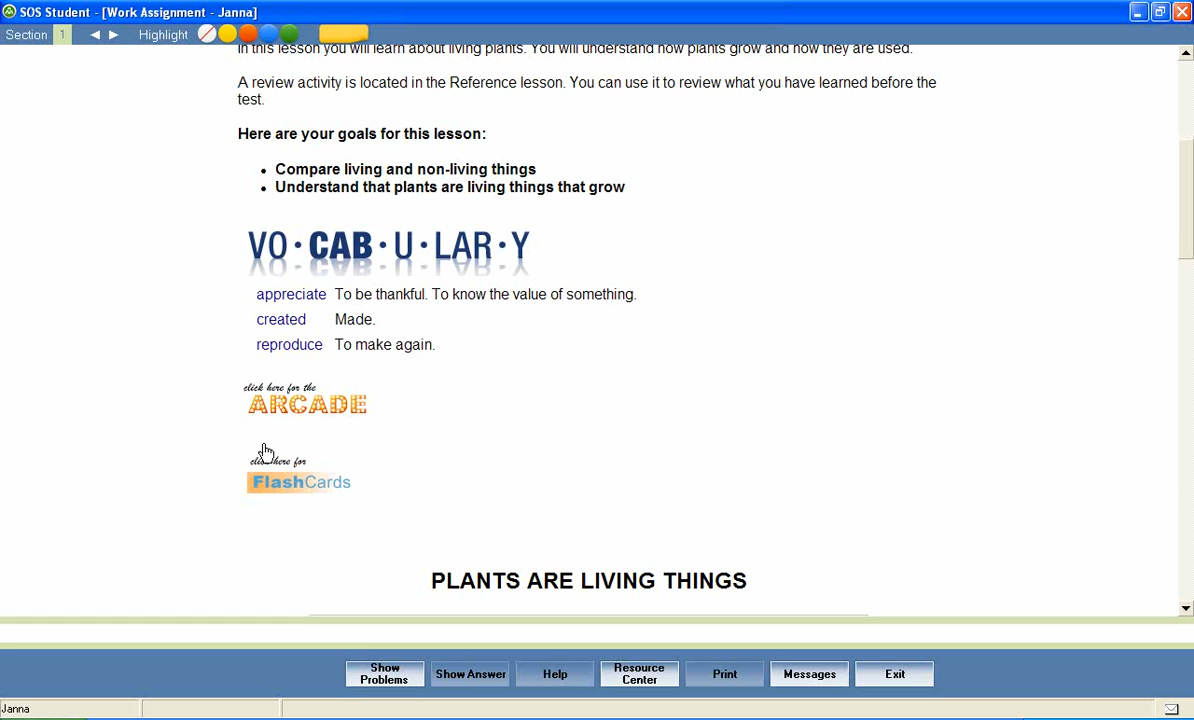 SOS Student - [Work Assignment - Janna]
Section 1 Highlight
In this lesson you will learn about living plants. You will understand how plants grow and how they are used.
A review activity is located in the Reference lesson. You can use it to review what you have learned before the
test.
Here are your goals for this lesson:
• Compare living and non-living things
• Understand that plants are living things that grow
VO·CAB·U·LAR·Y
appreciate To be thankful. To know the value of something.
created Made.
reproduce To make again.
click here for the
ARCADE
click here for
FlashCards
PLANTS ARE LIVING THINGS
Show Problems Show Answer Help Resource Center Print Messages Exit
Janna